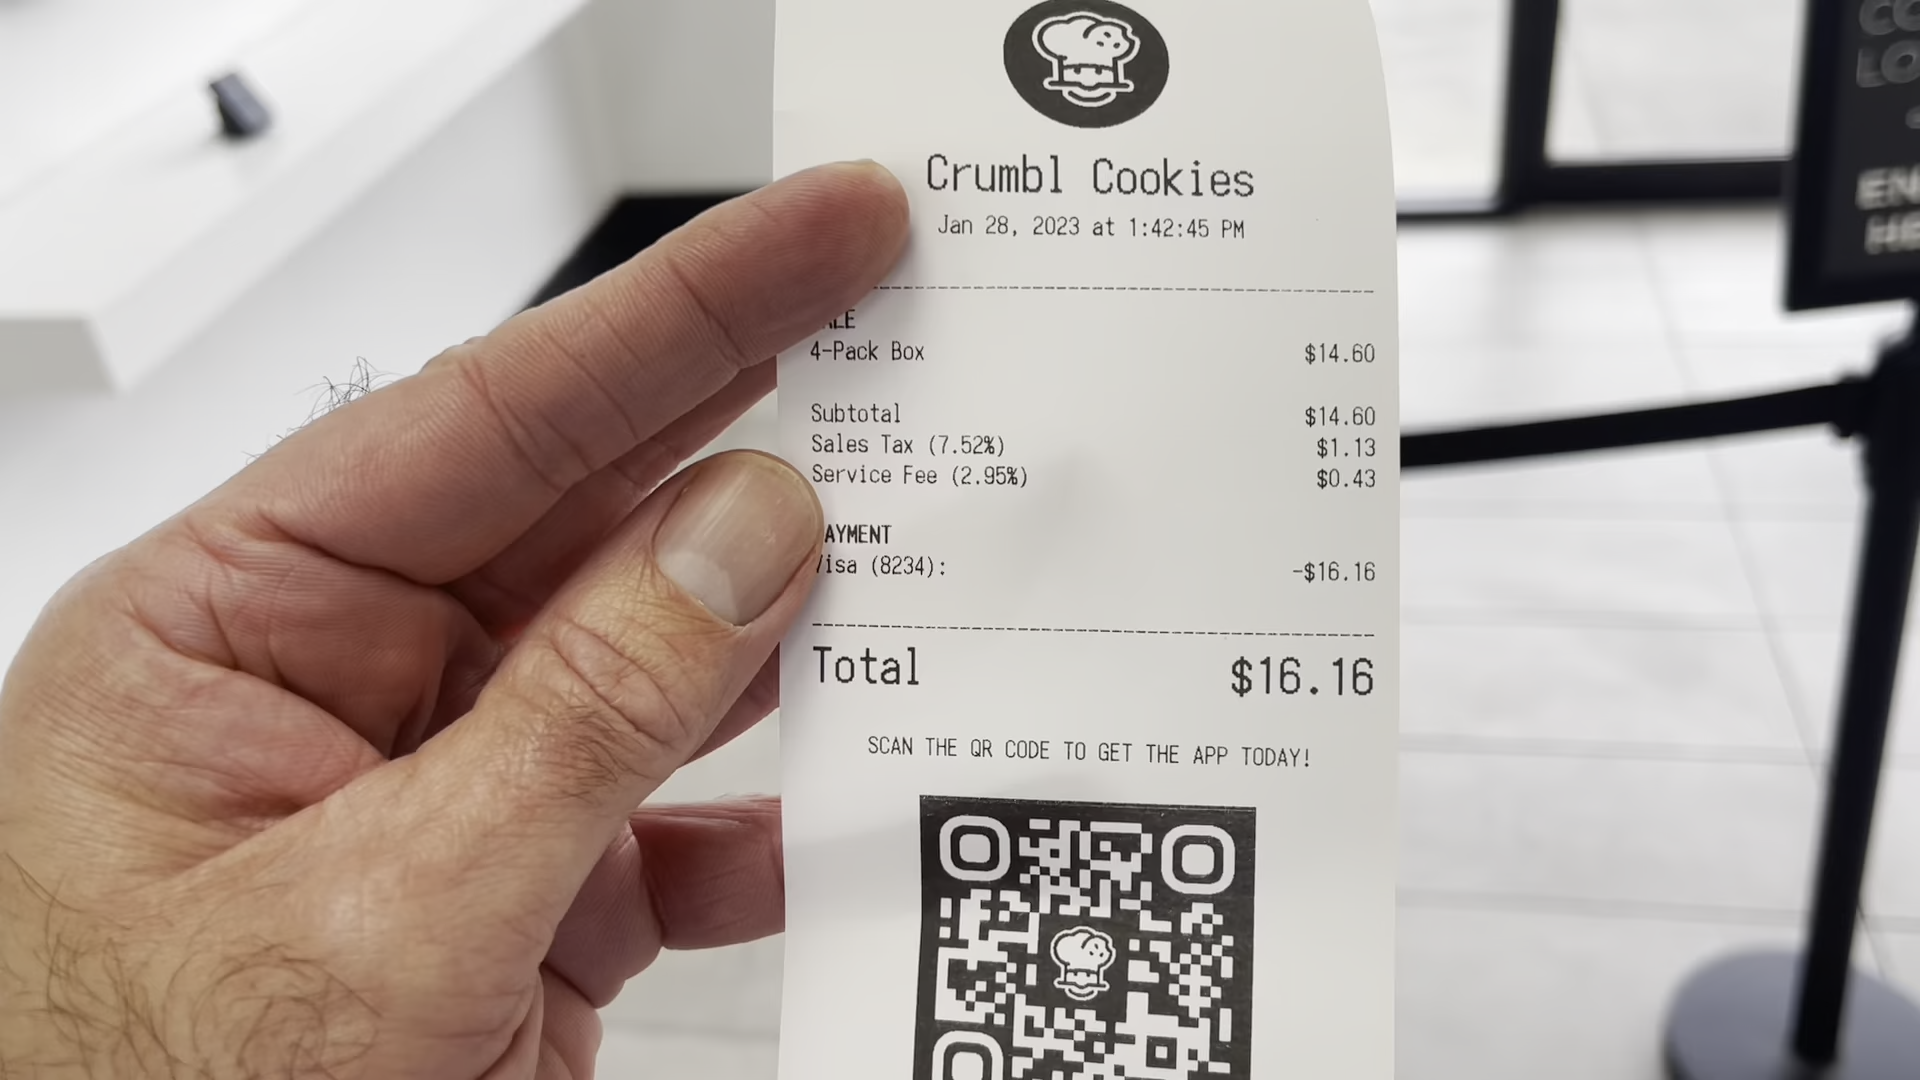 Crumbl Cookies
Jan 28, 2023 at 1:42:45 PM
4-Pack Box $14.60
Subtotal $14.60
Sales Tax (7.52%) $1.13
Service Fee (2.95%) $0.43
AYMENT
Visa (8234): -$16.16
Total $16.16
SCAN THE QR CODE TO GET THE APP TODAY!